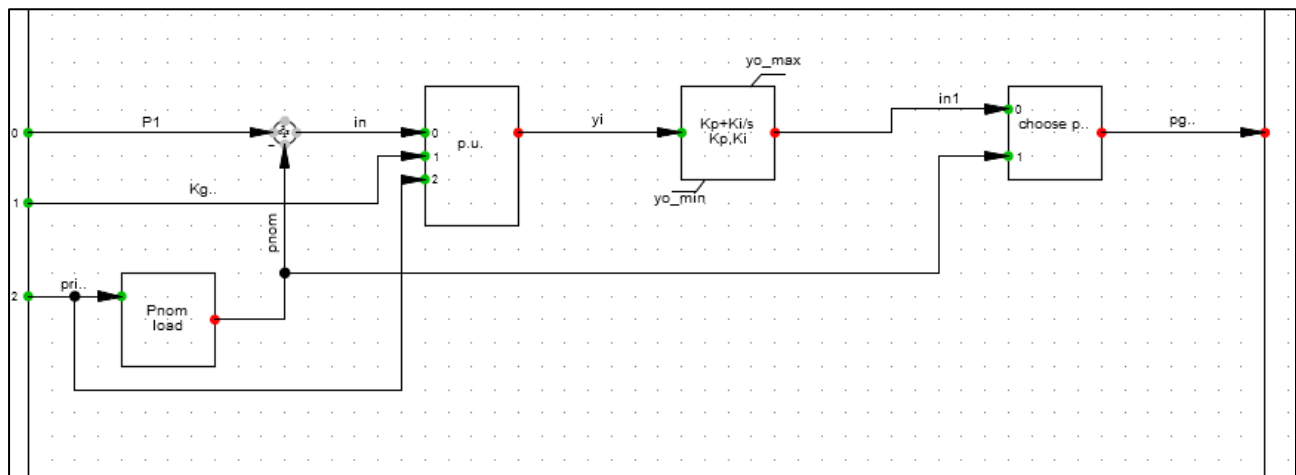 yo_max
P1
in
yi
in1
pg..
0
0
0
-
p.u.
Kp+Ki/s
Kp,Ki
choose p..
1
1
2
Kg..
yo_min
1
pnom
pri..
2
Pnom
load